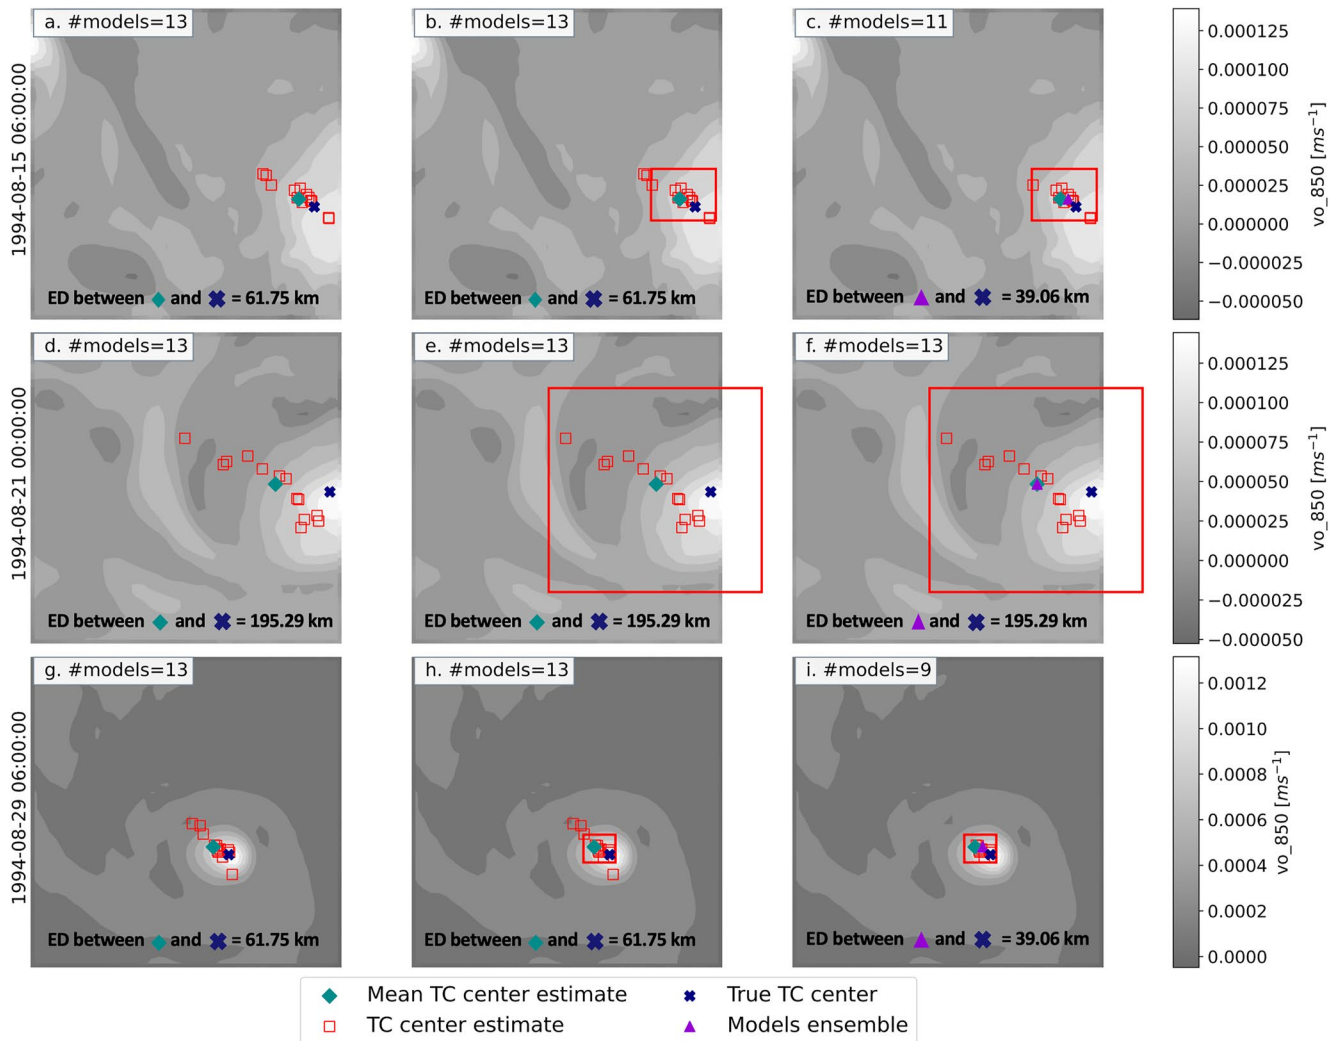 a. #models=13
b. #models=13
c. #models=11
1994-08-15 06:00:00:00
ED between and = 61.75 km
ED between and = 61.75 km
ED between and = 39.06 km
0.000125
0.000100
0.000075
0.000050
0.000025
0.000000
−0.000025
−0.000050
vo_850 [ms⁻¹]
d. #models=13
e. #models=13
f. #models=13
1994-08-21 00:00:00:00
ED between and = 195.29 km
ED between and = 195.29 km
ED between and = 195.29 km
0.000125
0.000100
0.000075
0.000050
0.000025
0.000000
−0.000025
−0.000050
vo_850 [ms⁻¹]
g. #models=13
h. #models=13
i. #models=9
1994-08-29 06:00:00:00
ED between and = 61.75 km
ED between and = 61.75 km
ED between and = 39.06 km
0.0012
0.0010
0.0008
0.0006
0.0004
0.0002
0.0000
vo_850 [ms⁻¹]
Mean TC center estimate
True TC center
TC center estimate
Models ensemble